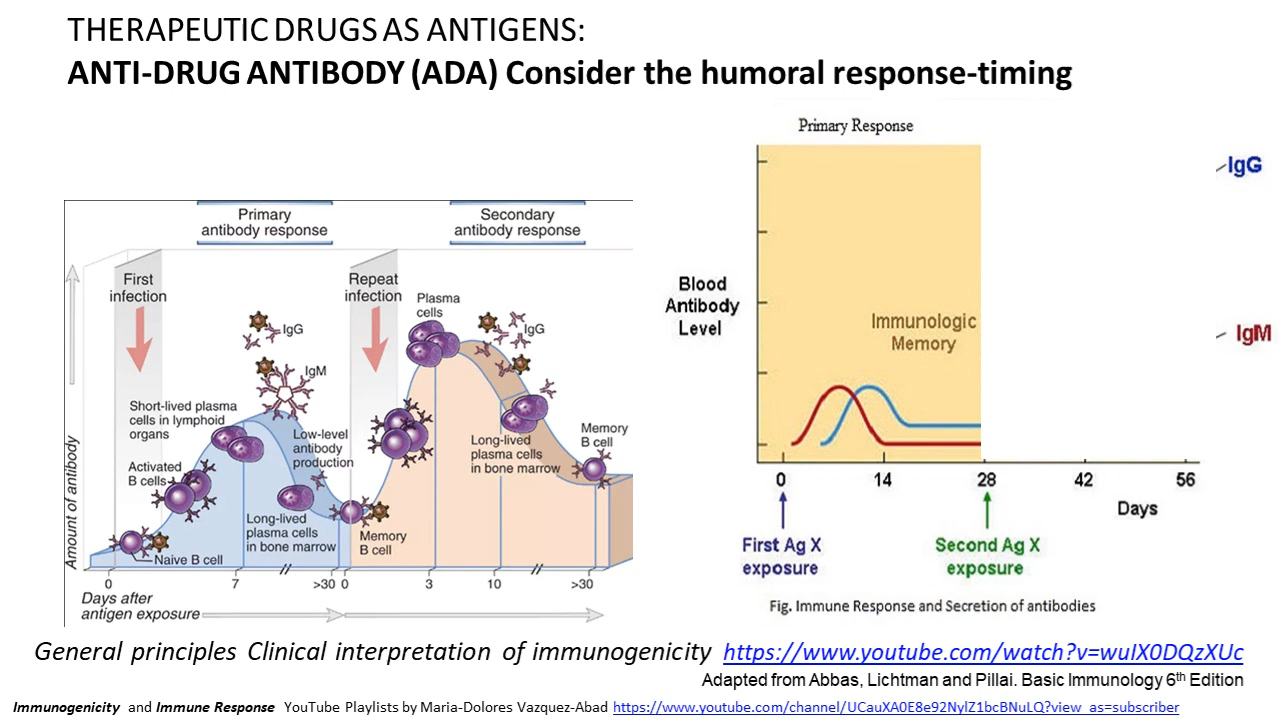 THERAPEUTIC DRUGS AS ANTIGENS:
ANTI-DRUG ANTIBODY (ADA) Consider the humoral response-timing
Primary
antibody response
Secondary
antibody response
First
infection
Repeat
infection
Plasma
cells
IgG
IgG
IgM
Short-lived plasma
cells in lymphoid
organs
Low-level
antibody
production
Activated
B cells
Long-lived
plasma cells
in bone marrow
Long-lived
plasma cells
in bone marrow
Memory
B cell
Memory
B cell
Naive B cell
Amount of antibody
0 7 >30 0 3 10 >30
Days after
antigen exposure
Primary Response
IgG
IgM
Blood
Antibody
Level
Immunologic
Memory
0 14 28 42 56
Days
First Ag X
exposure
Second Ag X
exposure
Fig. Immune Response and Secretion of antibodies
General principles Clinical interpretation of immunogenicity https://www.youtube.com/watch?v=wuIX0DQzXUc
Adapted from Abbas, Lichtman and Pillai. Basic Immunology 6th Edition
Immunogenicity and Immune Response YouTube Playlists by Maria-Dolores Vazquez-Abad https://www.youtube.com/channel/UCauXA0E8e92NylZ1bcBNuLQ?view_as=subscriber